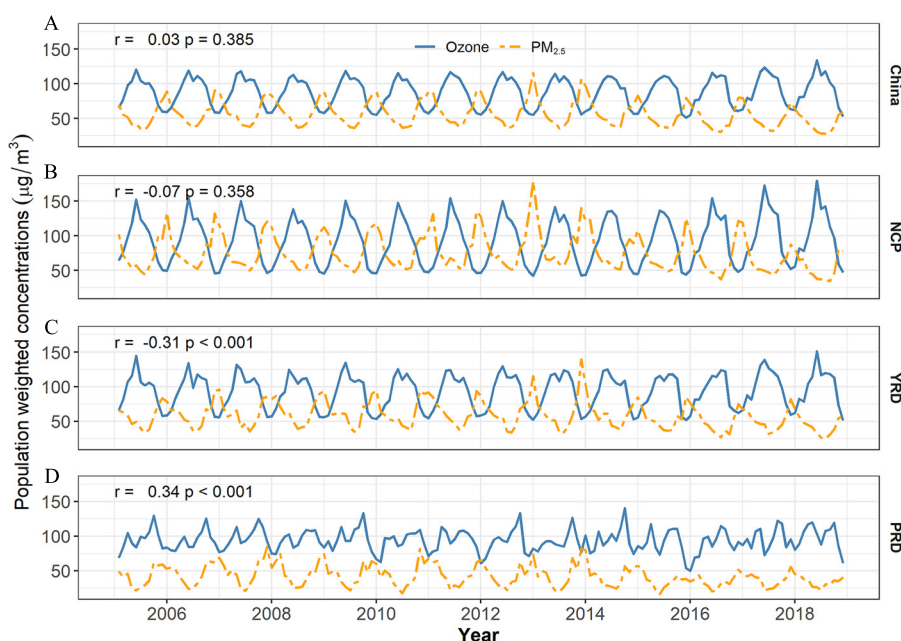 A
r = 0.03 p = 0.385
Ozone PM2.5
150
100
50
China
B
r = -0.07 p = 0.358
150
100
50
NCP
C
r = -0.31 p < 0.001
150
100
50
YRD
D
r = 0.34 p < 0.001
150
100
50
PRD
Population weighted concentrations (μg/m³)
2006 2008 2010 2012 2014 2016 2018
Year